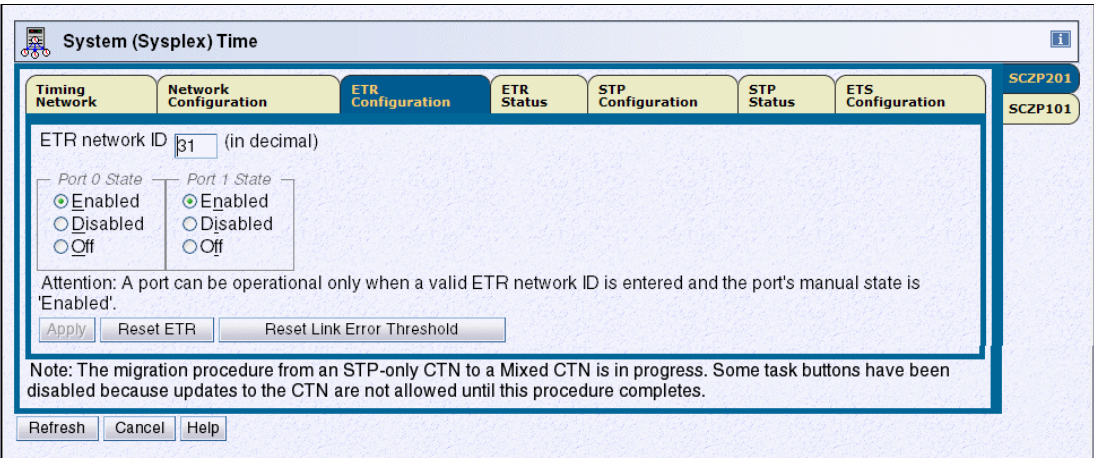 System (Sysplex) Time
i
SCZP201
SCZP101
Timing Network
Network Configuration
ETR Configuration
ETR Status
STP Configuration
STP Status
ETS Configuration
ETR network ID 31 (in decimal)
Port 0 State Port 1 State
Enabled Enabled
Disabled Disabled
Off Off
Attention: A port can be operational only when a valid ETR network ID is entered and the port's manual state is
'Enabled'.
Apply Reset ETR Reset Link Error Threshold
Note: The migration procedure from an STP-only CTN to a Mixed CTN is in progress. Some task buttons have been
disabled because updates to the CTN are not allowed until this procedure completes.
Refresh Cancel Help